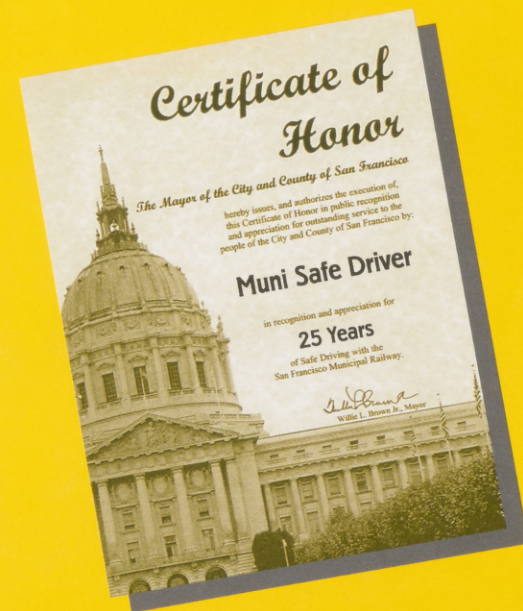 Certificate of
Honor
The Mayor of the City and County of San Francisco
hereby issues, and authorizes the execution of,
this Certificate of Honor in public recognition
and appreciation for outstanding service to the
people of the City and County of San Francisco by:
Muni Safe Driver
in recognition and appreciation for
25 Years
of Safe Driving with the
San Francisco Municipal Railway.
Willie L. Brown Jr., Mayor